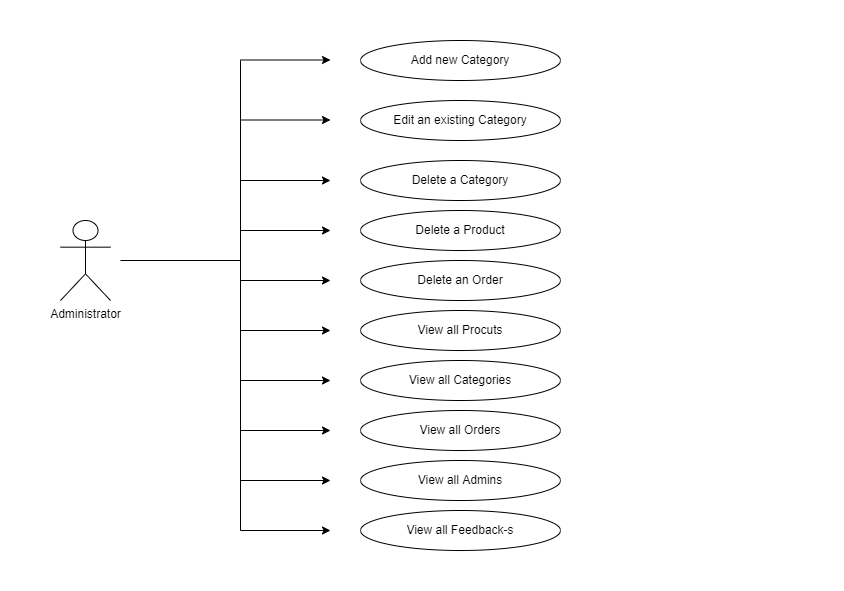 Add new Category
Edit an existing Category
Delete a Category
Delete a Product
Delete an Order
Administrator
View all Procuts
View all Categories
View all Orders
View all Admins
View all Feedback-s